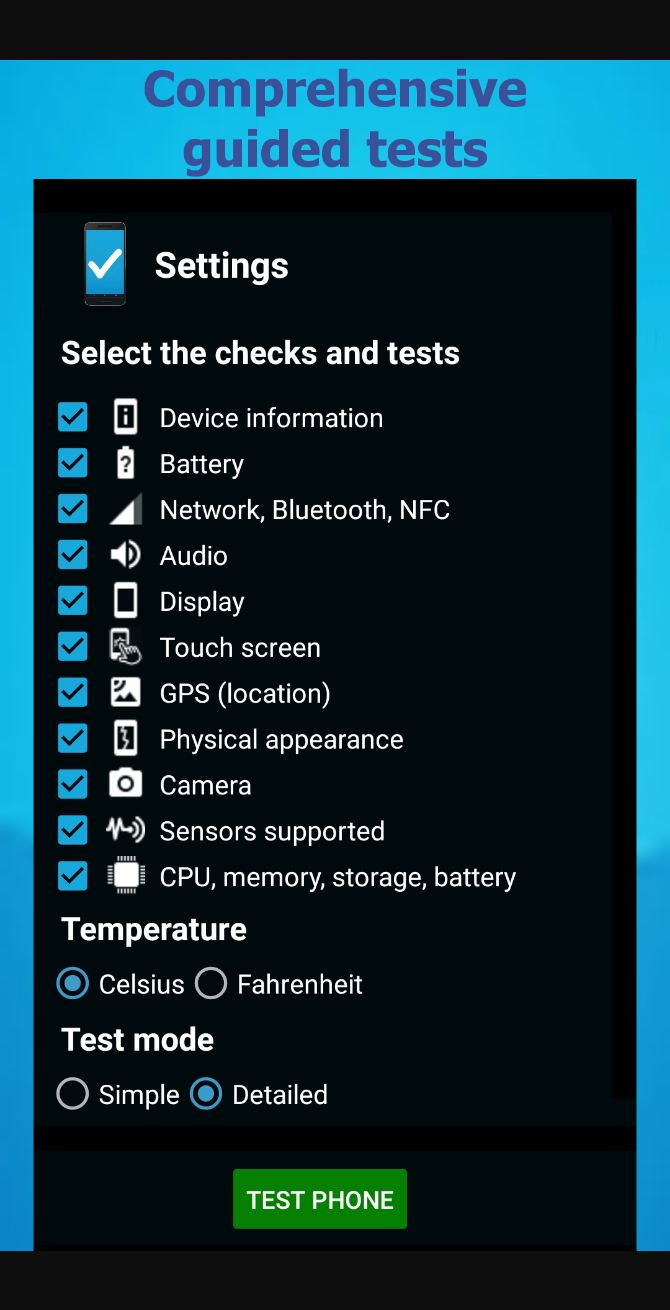 Comprehensive
guided tests
Settings
Select the checks and tests
Device information
Battery
Network, Bluetooth, NFC
Audio
Display
Touch screen
GPS (location)
Physical appearance
Camera
Sensors supported
CPU, memory, storage, battery
Temperature
Celsius Fahrenheit
Test mode
Simple Detailed
TEST PHONE